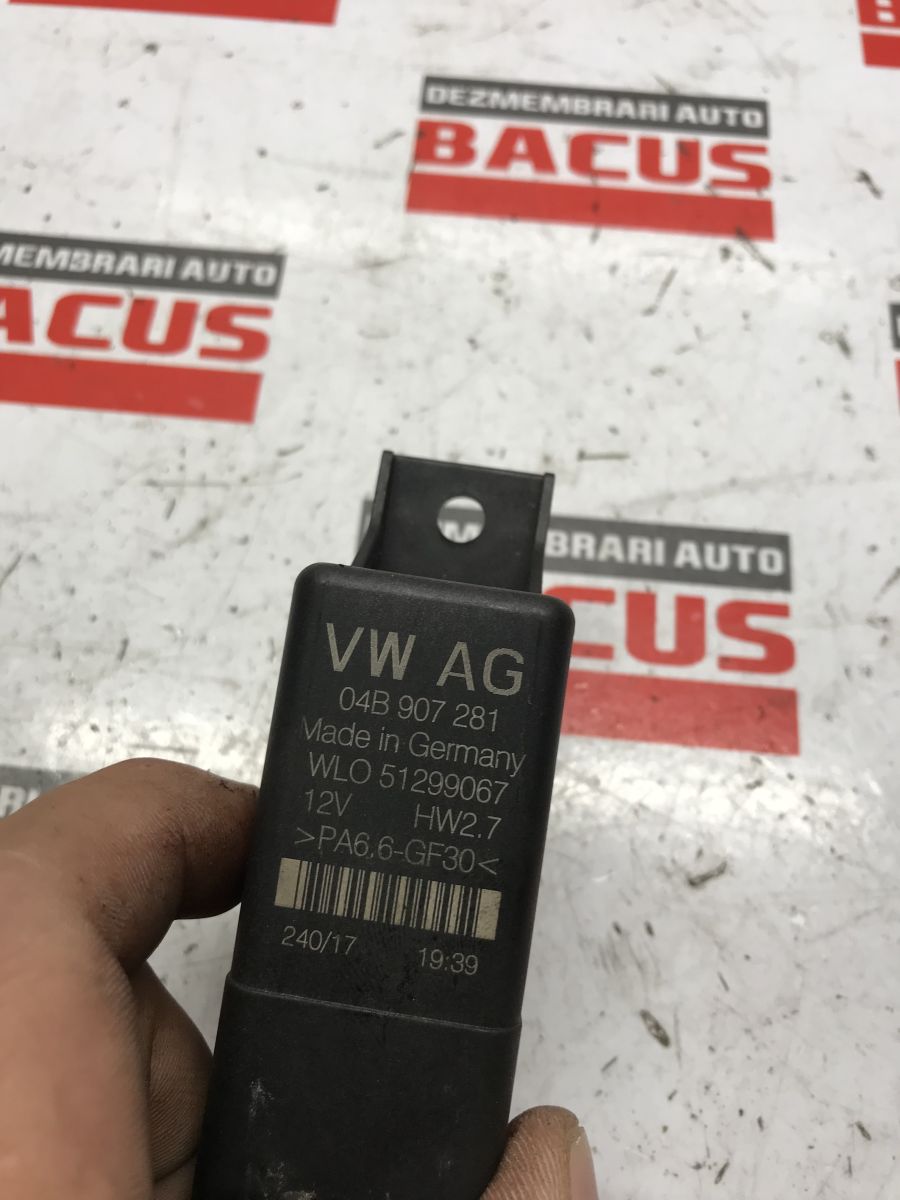 DEZMEMBRARI AUTO
BACUS
MEMBRARI AUTO
ACUS
MBRARI AUTO
CUS
VW AG
04B 907 281
Made in Germany
WLO 51299067
12V HW2.7
>PA6.6-GF30<
240/17 19:39